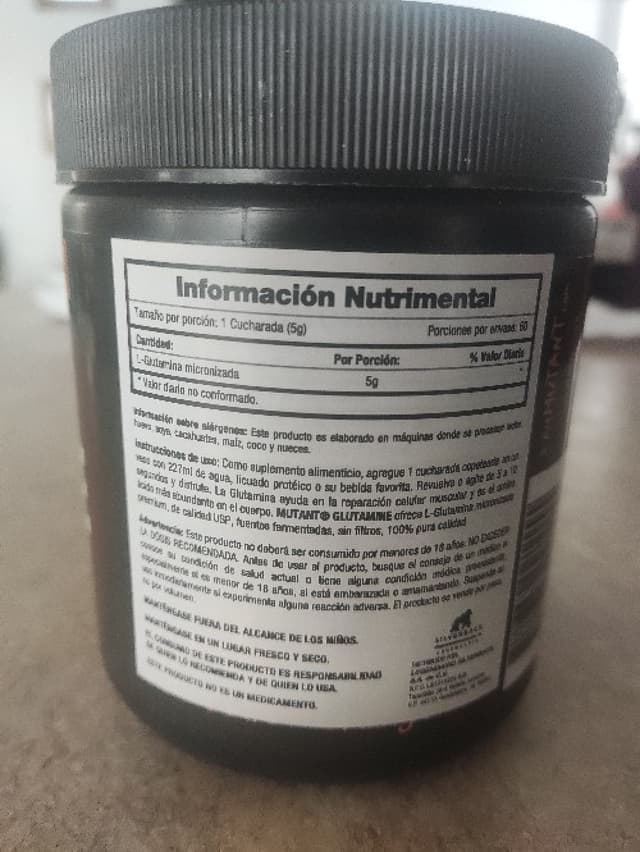 Información Nutrimental
Tamaño por porción: 1 Cucharada (5g) Porciones por envase: 60
Cantidad: Por Porción: % Valor Diario
L-Glutamina micronizada 5g *
* Valor dario no conformado.
Información sobre alérgenos: Este producto es elaborado en máquinas donde se procesan
huevo, soya, cacahuates, maíz, coco y nueces.
Instrucciones de uso: Como suplemento alimenticio, agregue 1 cucharada
vaso con 227ml de agua, licuado protéico o su bebida favorita. Revuelva o agite de 5 a 10
segundos y disfrute. La Glutamina ayuda en la reparación celular muscular y es el
ácido más abundante en el cuerpo. MUTANT® GLUTAMINE ofrece L-Glutamina micronizada
premium, de calidad USP, fuentes fermentadas, sin filtros, 100% pura calidad
Advertencia: Este producto no deberá ser consumido por menores de 18 años. NO EXCEDER
LA DOSIS RECOMENDADA. Antes de usar el producto, busque el consejo de un médico si
conoce su condición de salud actual o tiene alguna condición médica
especialmente si es menor de 18 años, si está embarazada o amamantando. Suspenda su
uso inmediatamente si experimenta alguna reacción adversa. El producto se vende por peso,
no por volumen.
MANTÉNGASE FUERA DEL ALCANCE DE LOS NIÑOS.
MANTÉNGASE EN UN LUGAR FRESCO Y SECO.
EL CONSUMO DE ESTE PRODUCTO ES RESPONSABILIDAD
DE QUIEN LO RECOMIENDA Y DE QUIEN LO USA.
ESTE PRODUCTO NO ES UN MEDICAMENTO.
SILVERBACK
MUTANT